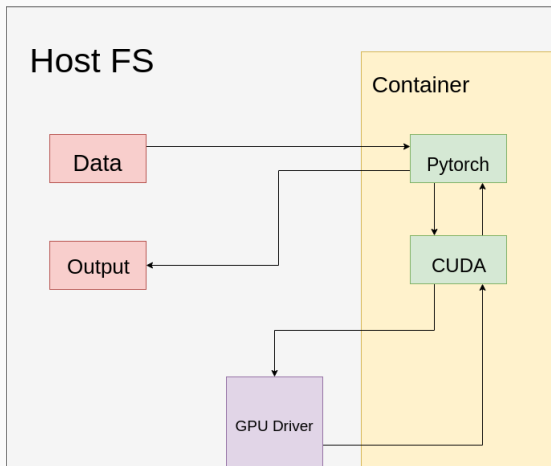 Host FS
Container
Data
Pytorch
Output
CUDA
GPU Driver